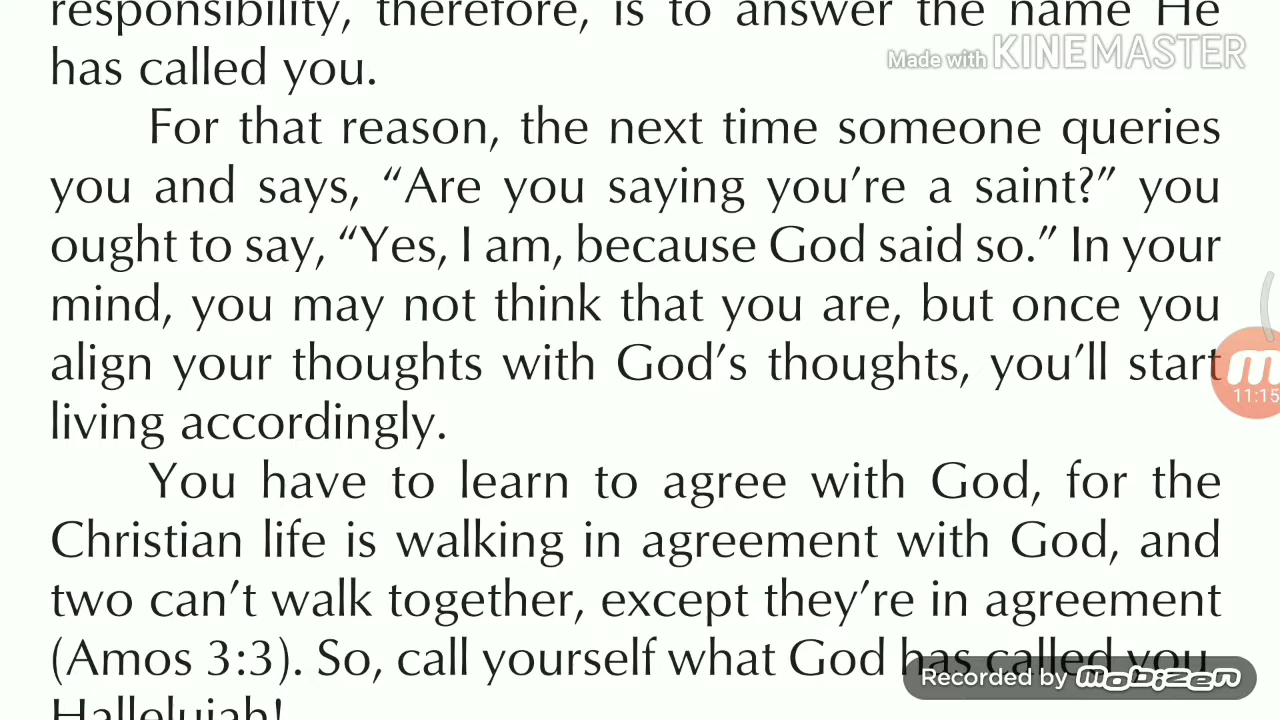 responsibility, therefore, is to answer the name He
has called you.
Made with KINEMASTER
For that reason, the next time someone queries
you and says, “Are you saying you’re a saint?” you
ought to say, “Yes, I am, because God said so.” In your
mind, you may not think that you are, but once you
align your thoughts with God’s thoughts, you’ll start
living accordingly.
11:15
You have to learn to agree with God, for the
Christian life is walking in agreement with God, and
two can’t walk together, except they’re in agreement
(Amos 3:3). So, call yourself what God has called you.
Recorded by mobizen
Hallelujah!